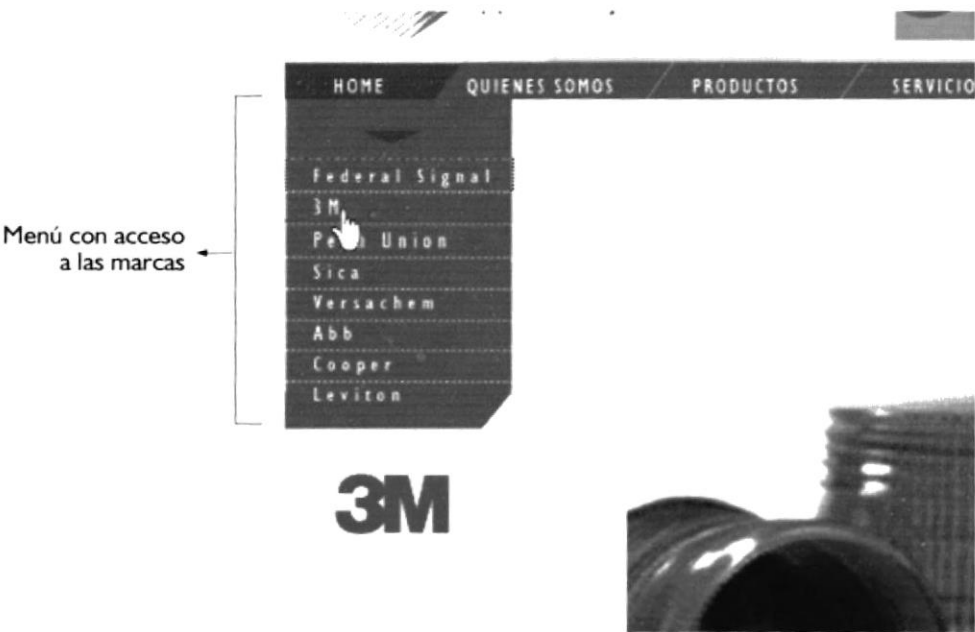 HOME
QUIENES SOMOS
PRODUCTOS
SERVICIO
Federal Signal
3M
Union
Sica
Versachem
Abb
Cooper
Leviton
Menú con acceso
a las marcas
3M